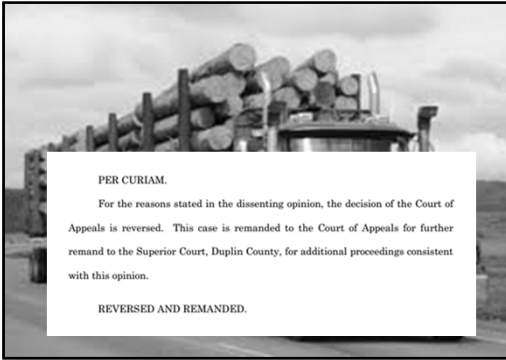 PER CURIAM.
For the reasons stated in the dissenting opinion, the decision of the Court of
Appeals is reversed. This case is remanded to the Court of Appeals for further
remand to the Superior Court, Duplin County, for additional proceedings consistent
with this opinion.
REVERSED AND REMANDED.